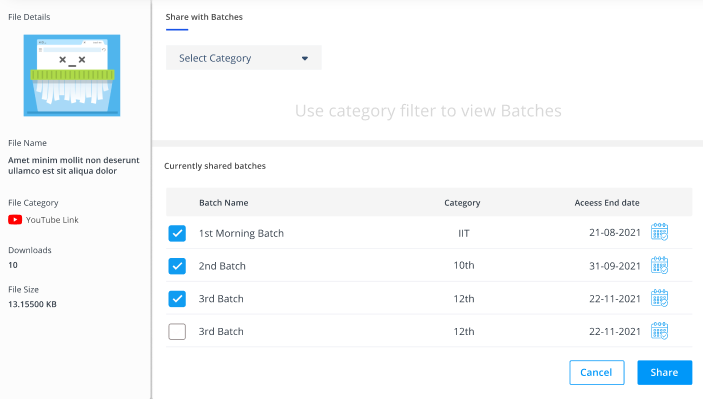 File Details
File Name
Amet minim mollit non deserunt
ullamco est sit aliqua dolor
File Category
YouTube Link
Downloads
10
File Size
13.15500 KB
Share with Batches
Select Category
Use category filter to view Batches
Currently shared batches
Batch Name Category Aceess End date
1st Morning Batch IIT 21-08-2021
2nd Batch 10th 31-09-2021
3rd Batch 12th 22-11-2021
3rd Batch 12th 22-11-2021
Cancel Share